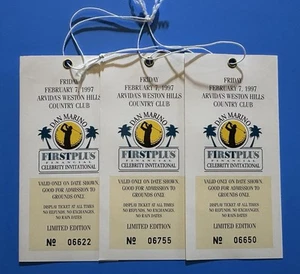 FRIDAY
FEBRUARY 7, 1997
ARVIDA'S WESTON HILLS
COUNTRY CLUB
DAN MARINO
FIRSTPLUS
FINANCIAL
CELEBRITY INVITATIONAL
VALID ONLY ON DATE SHOWN.
GOOD FOR ADMISSION TO
GROUNDS ONLY.
DISPLAY TICKET AT ALL TIMES
NO REFUNDS, NO EXCHANGES,
NO RAIN DATES
LIMITED EDITION
№ 06622
FRIDAY
FEBRUARY 7, 1997
ARVIDA'S WESTON HILLS
COUNTRY CLUB
DAN MARINO
FIRSTPLUS
FINANCIAL
CELEBRITY INVITATIONAL
VALID ONLY ON DATE SHOWN.
GOOD FOR ADMISSION TO
GROUNDS ONLY.
DISPLAY TICKET AT ALL TIMES
NO REFUNDS, NO EXCHANGES,
NO RAIN DATES
LIMITED EDITION
№ 06755
FRIDAY
FEBRUARY 7, 1997
ARVIDA'S WESTON HILLS
COUNTRY CLUB
DAN MARINO
FIRSTPLUS
FINANCIAL
CELEBRITY INVITATIONAL
VALID ONLY ON DATE SHOWN.
GOOD FOR ADMISSION TO
GROUNDS ONLY.
DISPLAY TICKET AT ALL TIMES
NO REFUNDS, NO EXCHANGES,
NO RAIN DATES
LIMITED EDITION
№ 06650